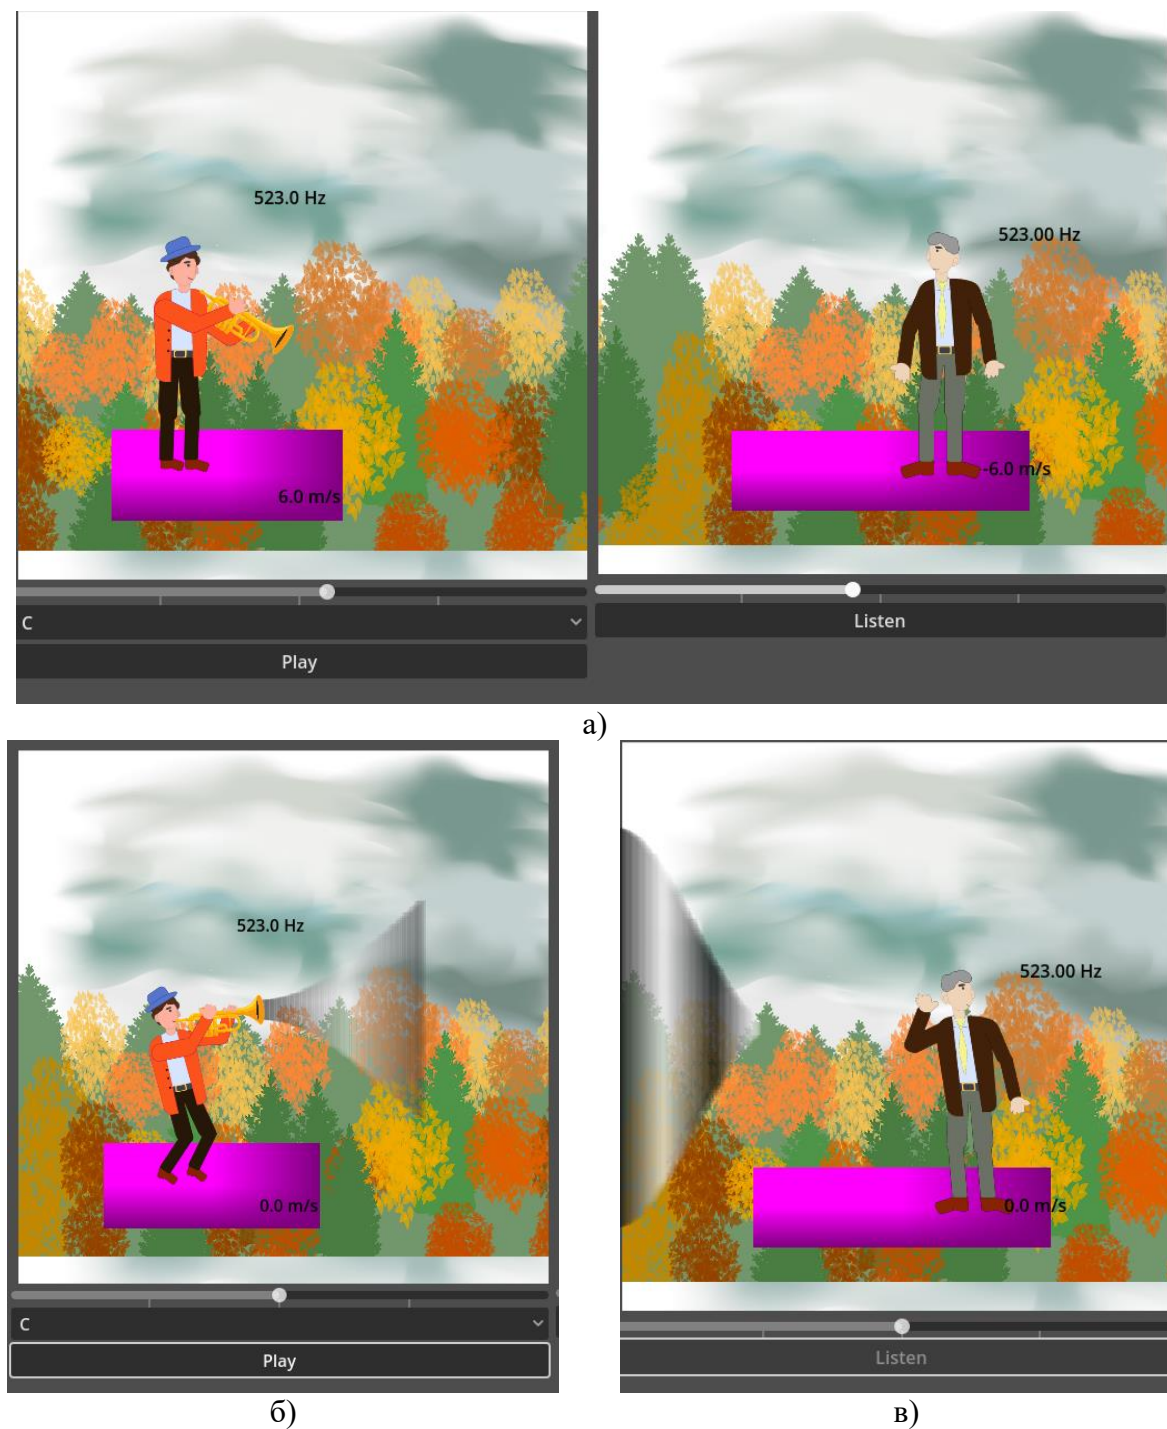 523.0 Hz
6.0 m/s
C
Play
523.00 Hz
-6.0 m/s
Listen
а)
523.0 Hz
0.0 m/s
C
Play
б)
523.00 Hz
0.0 m/s
Listen
в)